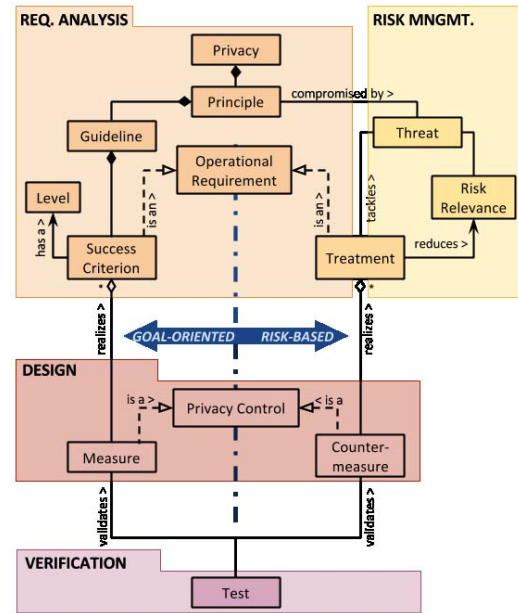 REQ. ANALYSIS
RISK MNGMT.
Privacy
Principle
compromised by >
Guideline
Threat
Operational
Requirement
Level
Risk
Relevance
has a >
is an >
is an >
tackles >
Success
Criterion
Treatment
reduces >
*
*
realizes >
realizes >
GOAL-ORIENTED
RISK-BASED
DESIGN
is a >
Privacy Control
< is a
Measure
Counter-
measure
validates >
validates >
VERIFICATION
Test